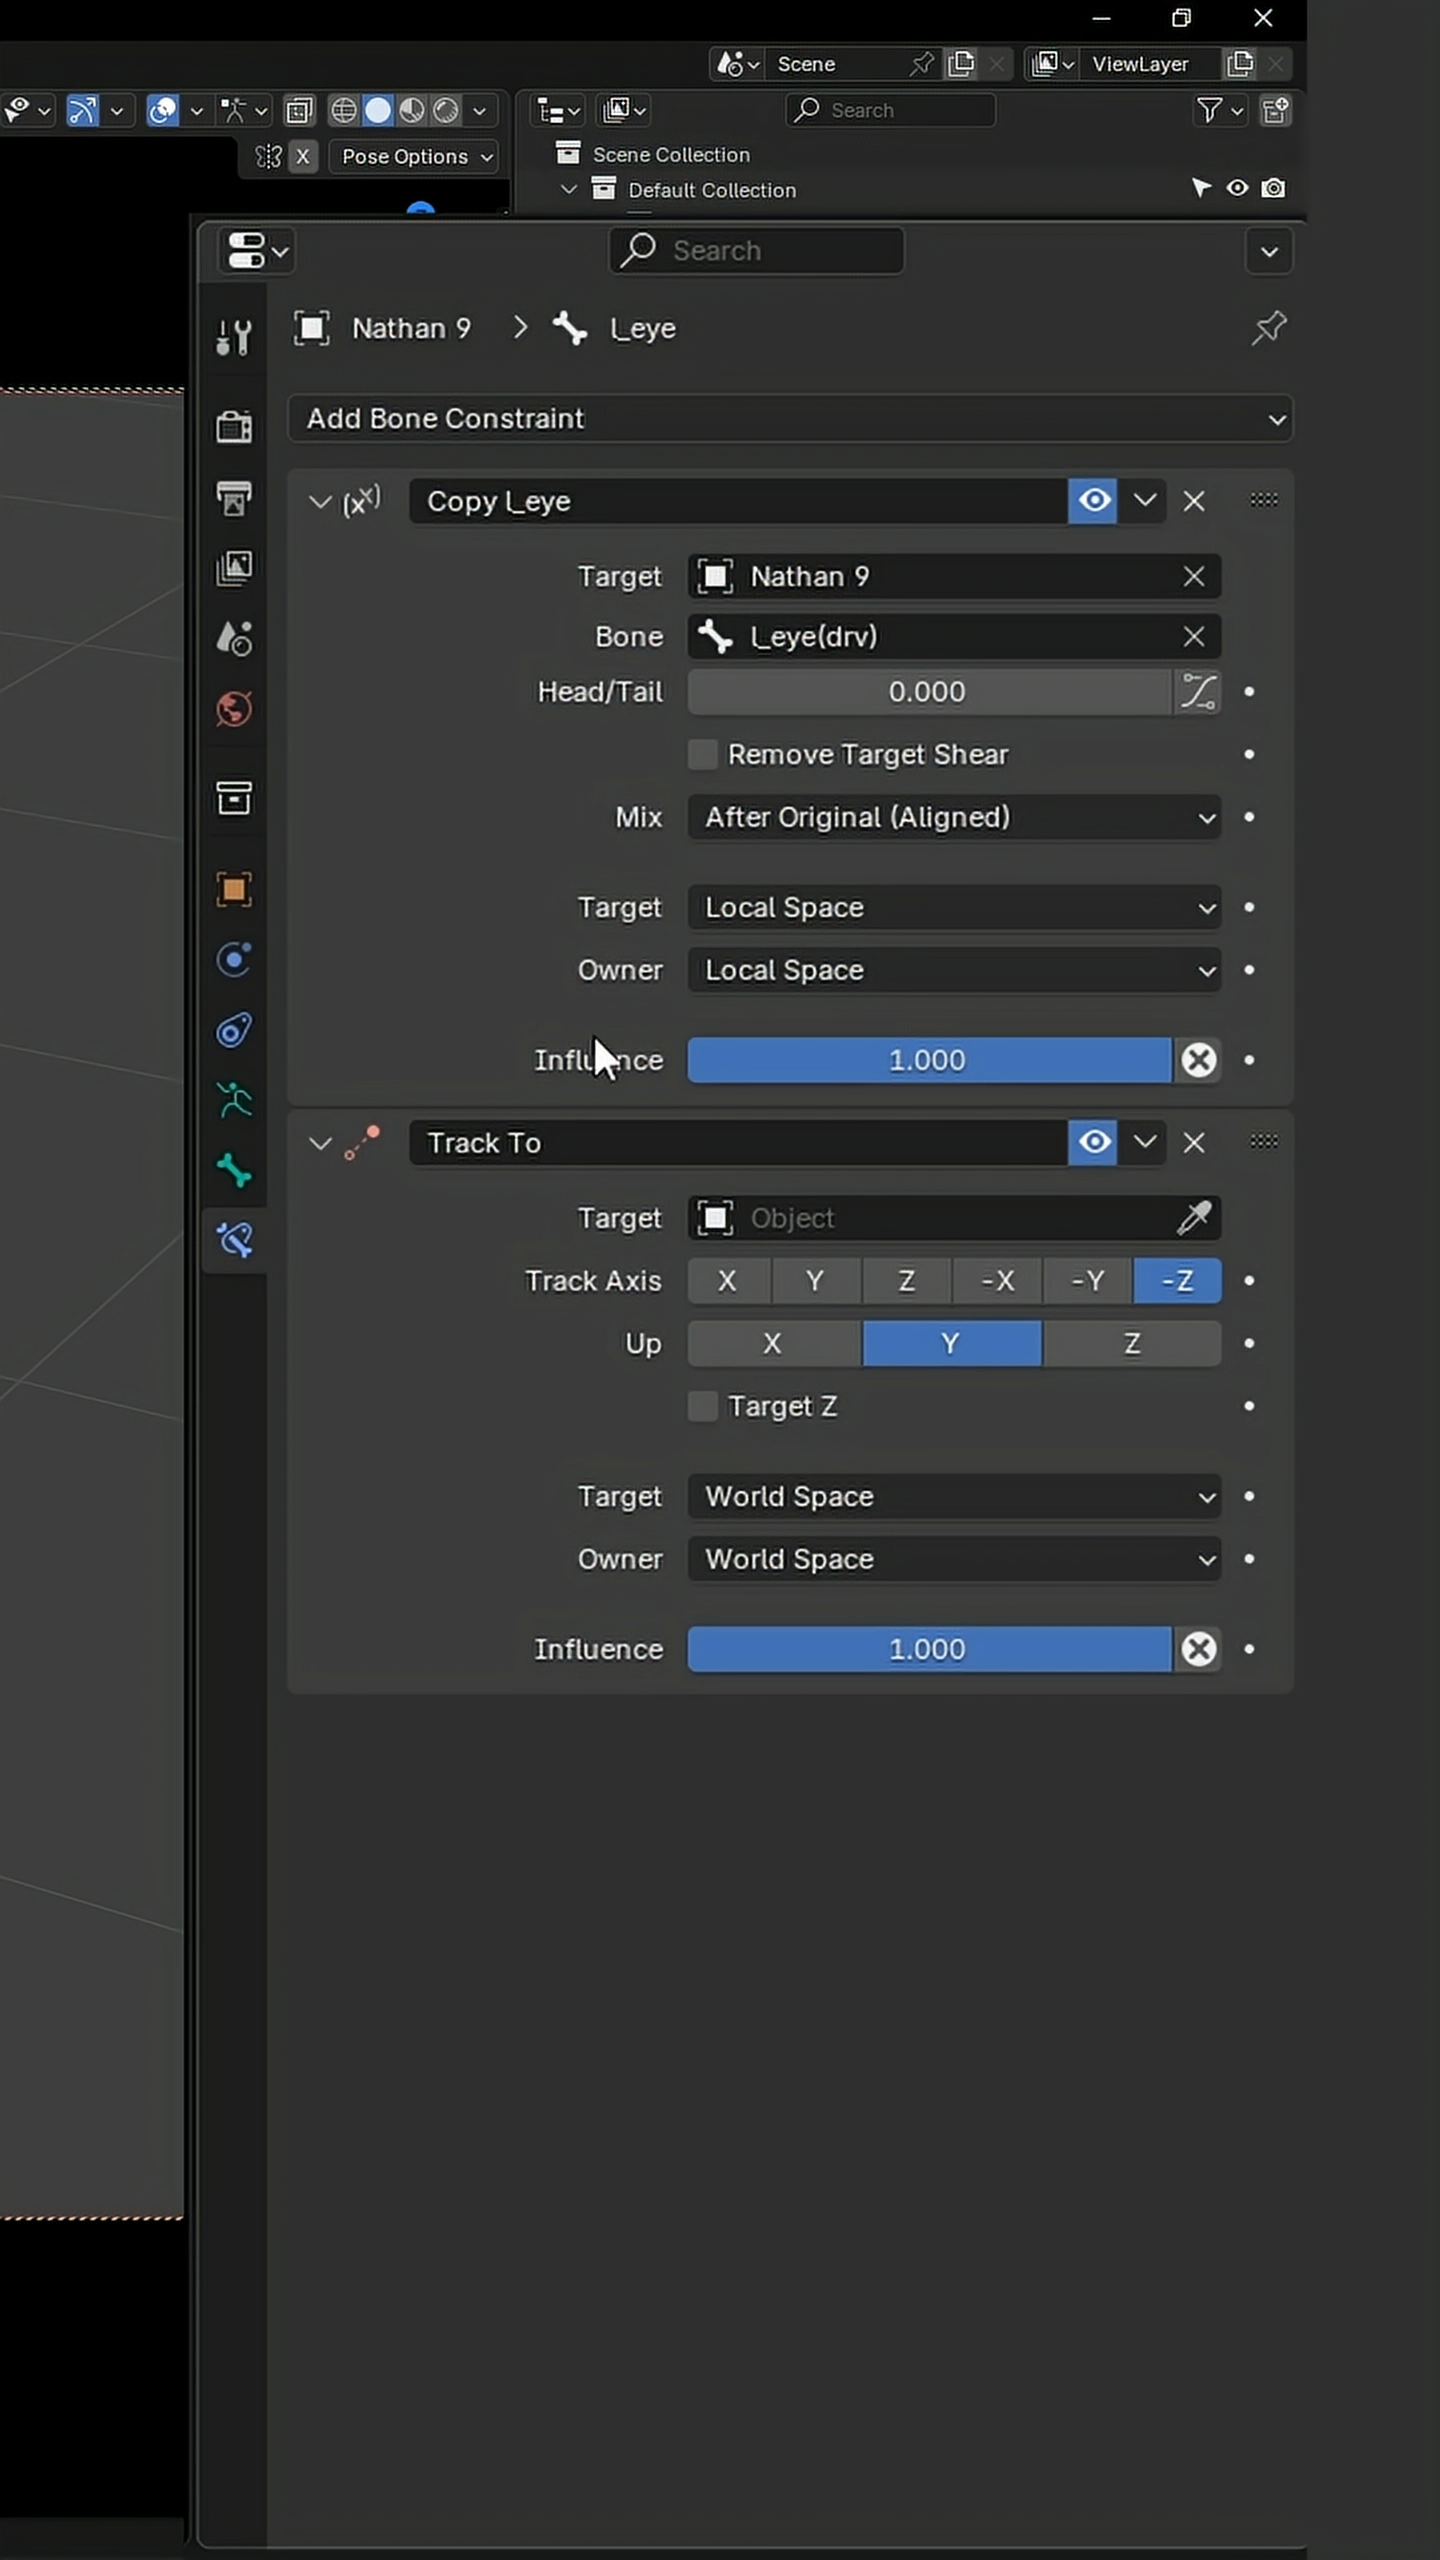 Scene
ViewLayer
Search
X
Pose Options
Scene Collection
Default Collection
Search
Nathan 9
l_eye
Add Bone Constraint
Copy l_eye
Target
Nathan 9
Bone
l_eye(drv)
Head/Tail
0.000
Remove Target Shear
Mix
After Original (Aligned)
Target
Local Space
Owner
Local Space
Influence
1.000
Track To
Target
Object
Track Axis
X Y Z -X -Y -Z
Up
X Y Z
Target Z
Target
World Space
Owner
World Space
Influence
1.000